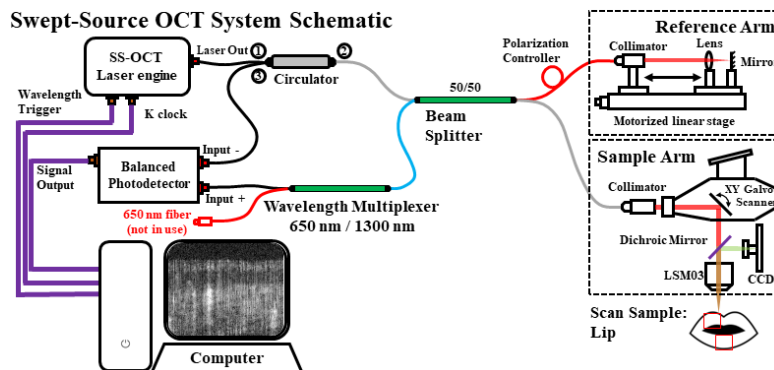 Swept-Source OCT System Schematic
SS-OCT
Laser engine
Laser Out
①
②
③
Circulator
Wavelength
Trigger
K clock
Signal
Output
Balanced
Photodetector
Input -
Input +
650 nm fiber
(not in use)
Wavelength Multiplexer
650 nm / 1300 nm
50/50
Beam
Splitter
Polarization
Controller
Reference Arm
Collimator
Lens
Mirror
Motorized linear stage
Sample Arm
Collimator
XY Galvo
Scanner
Dichroic Mirror
LSM03
CCD
Scan Sample:
Lip
Computer